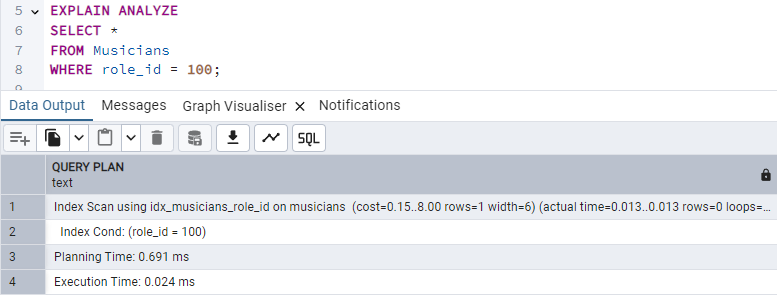 5 EXPLAIN ANALYZE
6 SELECT *
7 FROM Musicians
8 WHERE role_id = 100;
Data Output Messages Graph Visualiser × Notifications
SQL
QUERY PLAN
text
1 Index Scan using idx_musicians_role_id on musicians (cost=0.15..8.00 rows=1 width=6) (actual time=0.013..0.013 rows=0 loops=...
2 Index Cond: (role_id = 100)
3 Planning Time: 0.691 ms
4 Execution Time: 0.024 ms